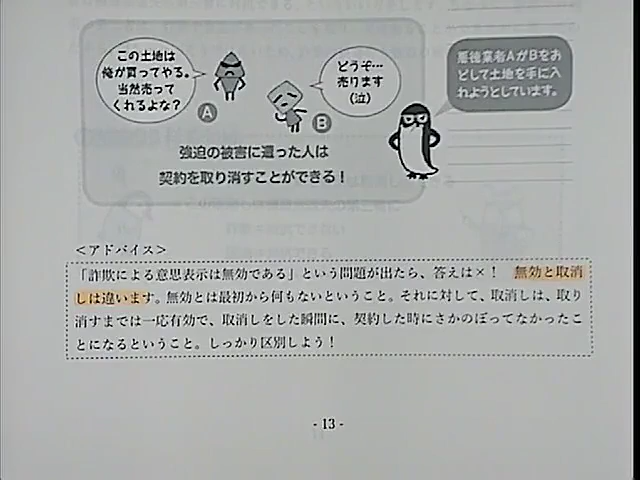 この土地は
俺が買ってやる。
当然売って
くれるよな？
A
どうぞ…
売ります
（泣）
B
悪徳業者AがBをお
どして土地を手に入
れようとしています。
強迫の被害に遭った人は
契約を取り消すことができる！
＜アドバイス＞
「詐欺による意思表示は無効である」という問題が出たら、答えは×！　無効と取消
しは違います。無効とは最初から何もないということ。それに対して、取消しは、取り
消すまでは一応有効で、取消しをした瞬間に、契約した時にさかのぼってなかったこ
とになるということ。しっかり区別しよう！
- 13 -